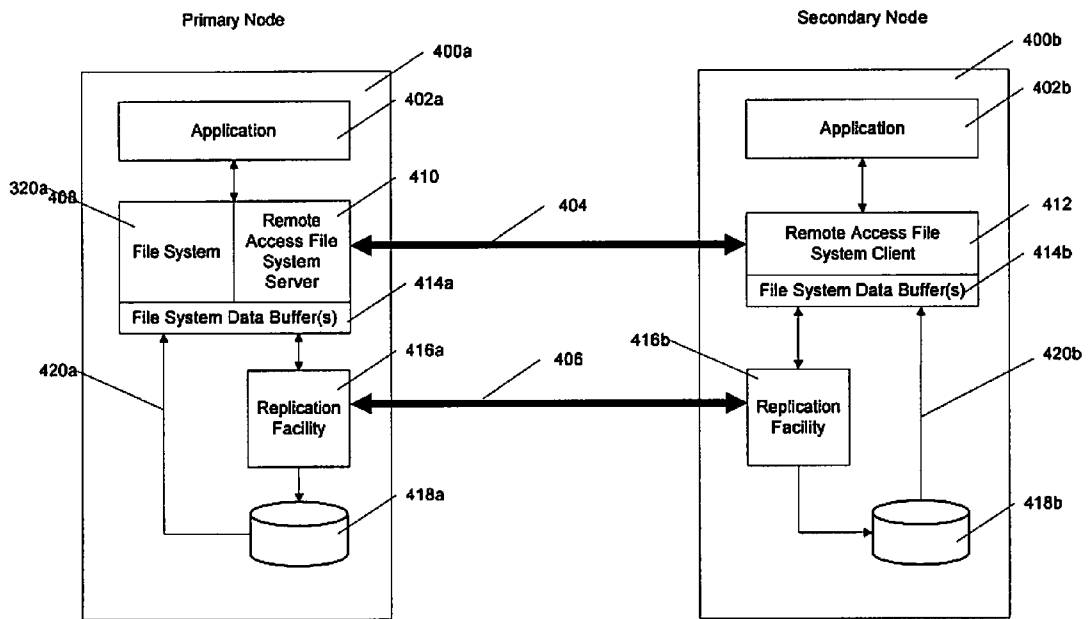 Primary Node
Secondary Node
400a
400b
402a
402b
Application
Application
320a
408
410
404
412
File System
Remote
Access File
System
Server
Remote Access File
System Client
414a
414b
File System Data Buffer(s)
File System Data Buffer(s)
420a
416a
406
416b
420b
Replication
Facility
Replication
Facility
418a
418b